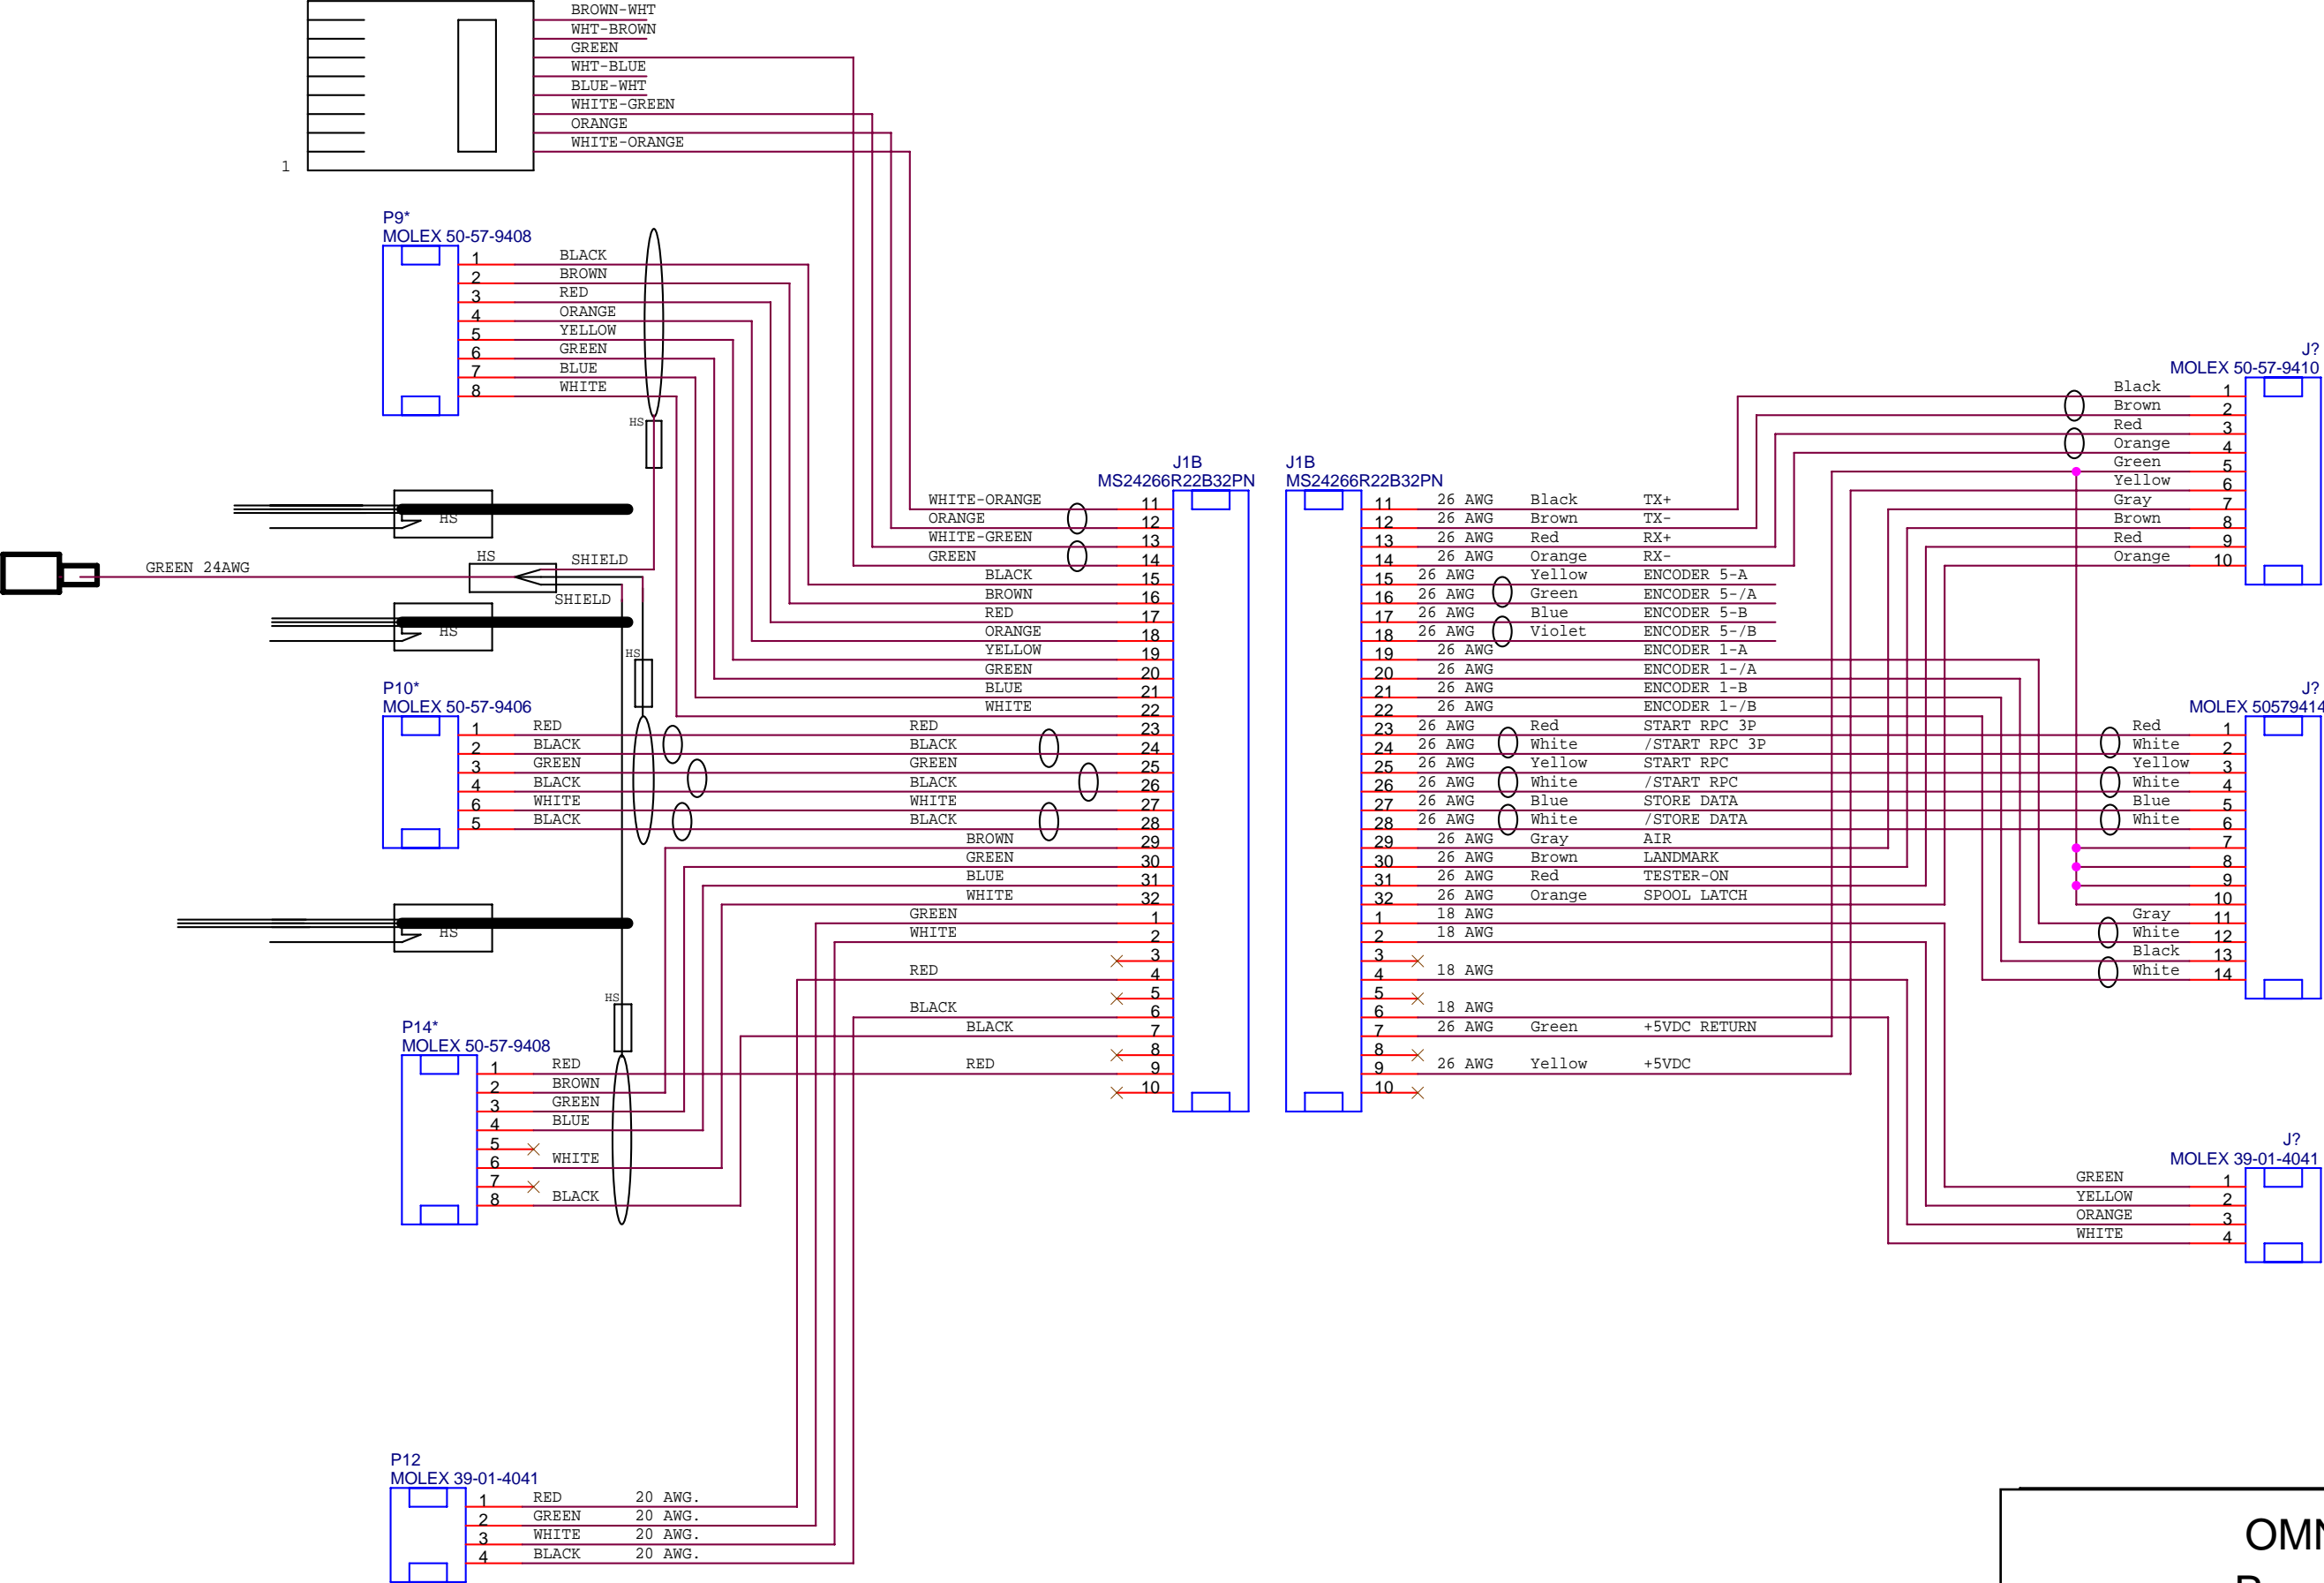 BROWN-WHT
WHT-BROWN
GREEN
WHT-BLUE
BLUE-WHT
WHITE-GREEN
ORANGE
WHITE-ORANGE
1
P9*
MOLEX 50-57-9408
1 BLACK
2 BROWN
3 RED
4 ORANGE
5 YELLOW
6 GREEN
7 BLUE
8 WHITE
HS
HS
GREEN 24AWG
HS
SHIELD
SHIELD
HS
HS
P10*
MOLEX 50-57-9406
1 RED RED
2 BLACK BLACK
3 GREEN GREEN
4 BLACK BLACK
6 WHITE WHITE
5 BLACK BLACK
HS
HS
P14*
MOLEX 50-57-9408
1 RED
2 BROWN
3 GREEN
4 BLUE
5
6 WHITE
7
8 BLACK
P12
MOLEX 39-01-4041
1 RED 20 AWG.
2 GREEN 20 AWG.
3 WHITE 20 AWG.
4 BLACK 20 AWG.
J1B
MS24266R22B32PN
WHITE-ORANGE 11
ORANGE 12
WHITE-GREEN 13
GREEN 14
BLACK 15
BROWN 16
RED 17
ORANGE 18
YELLOW 19
GREEN 20
BLUE 21
WHITE 22
23
24
25
26
27
28
BROWN 29
GREEN 30
BLUE 31
WHITE 32
GREEN 1
WHITE 2
3
RED 4
5
BLACK 6
BLACK 7
8
RED 9
10
J1B
MS24266R22B32PN
11 26 AWG Black TX+
12 26 AWG Brown TX-
13 26 AWG Red RX+
14 26 AWG Orange RX-
15 26 AWG Yellow ENCODER 5-A
16 26 AWG Green ENCODER 5-/A
17 26 AWG Blue ENCODER 5-B
18 26 AWG Violet ENCODER 5-/B
19 26 AWG ENCODER 1-A
20 26 AWG ENCODER 1-/A
21 26 AWG ENCODER 1-B
22 26 AWG ENCODER 1-/B
23 26 AWG Red START RPC 3P
24 26 AWG White /START RPC 3P
25 26 AWG Yellow START RPC
26 26 AWG White /START RPC
27 26 AWG Blue STORE DATA
28 26 AWG White /STORE DATA
29 26 AWG Gray AIR
30 26 AWG Brown LANDMARK
31 26 AWG Red TESTER-ON
32 26 AWG Orange SPOOL LATCH
1 18 AWG
2 18 AWG
3
4 18 AWG
5
6 18 AWG
7 26 AWG Green +5VDC RETURN
8
9 26 AWG Yellow +5VDC
10
J?
MOLEX 50-57-9410
Black 1
Brown 2
Red 3
Orange 4
Green 5
Yellow 6
Gray 7
Brown 8
Red 9
Orange 10
J?
MOLEX 50579414
Red 1
White 2
Yellow 3
White 4
Blue 5
White 6
7
8
9
10
Gray 11
White 12
Black 13
White 14
J?
MOLEX 39-01-4041
GREEN 1
YELLOW 2
ORANGE 3
WHITE 4